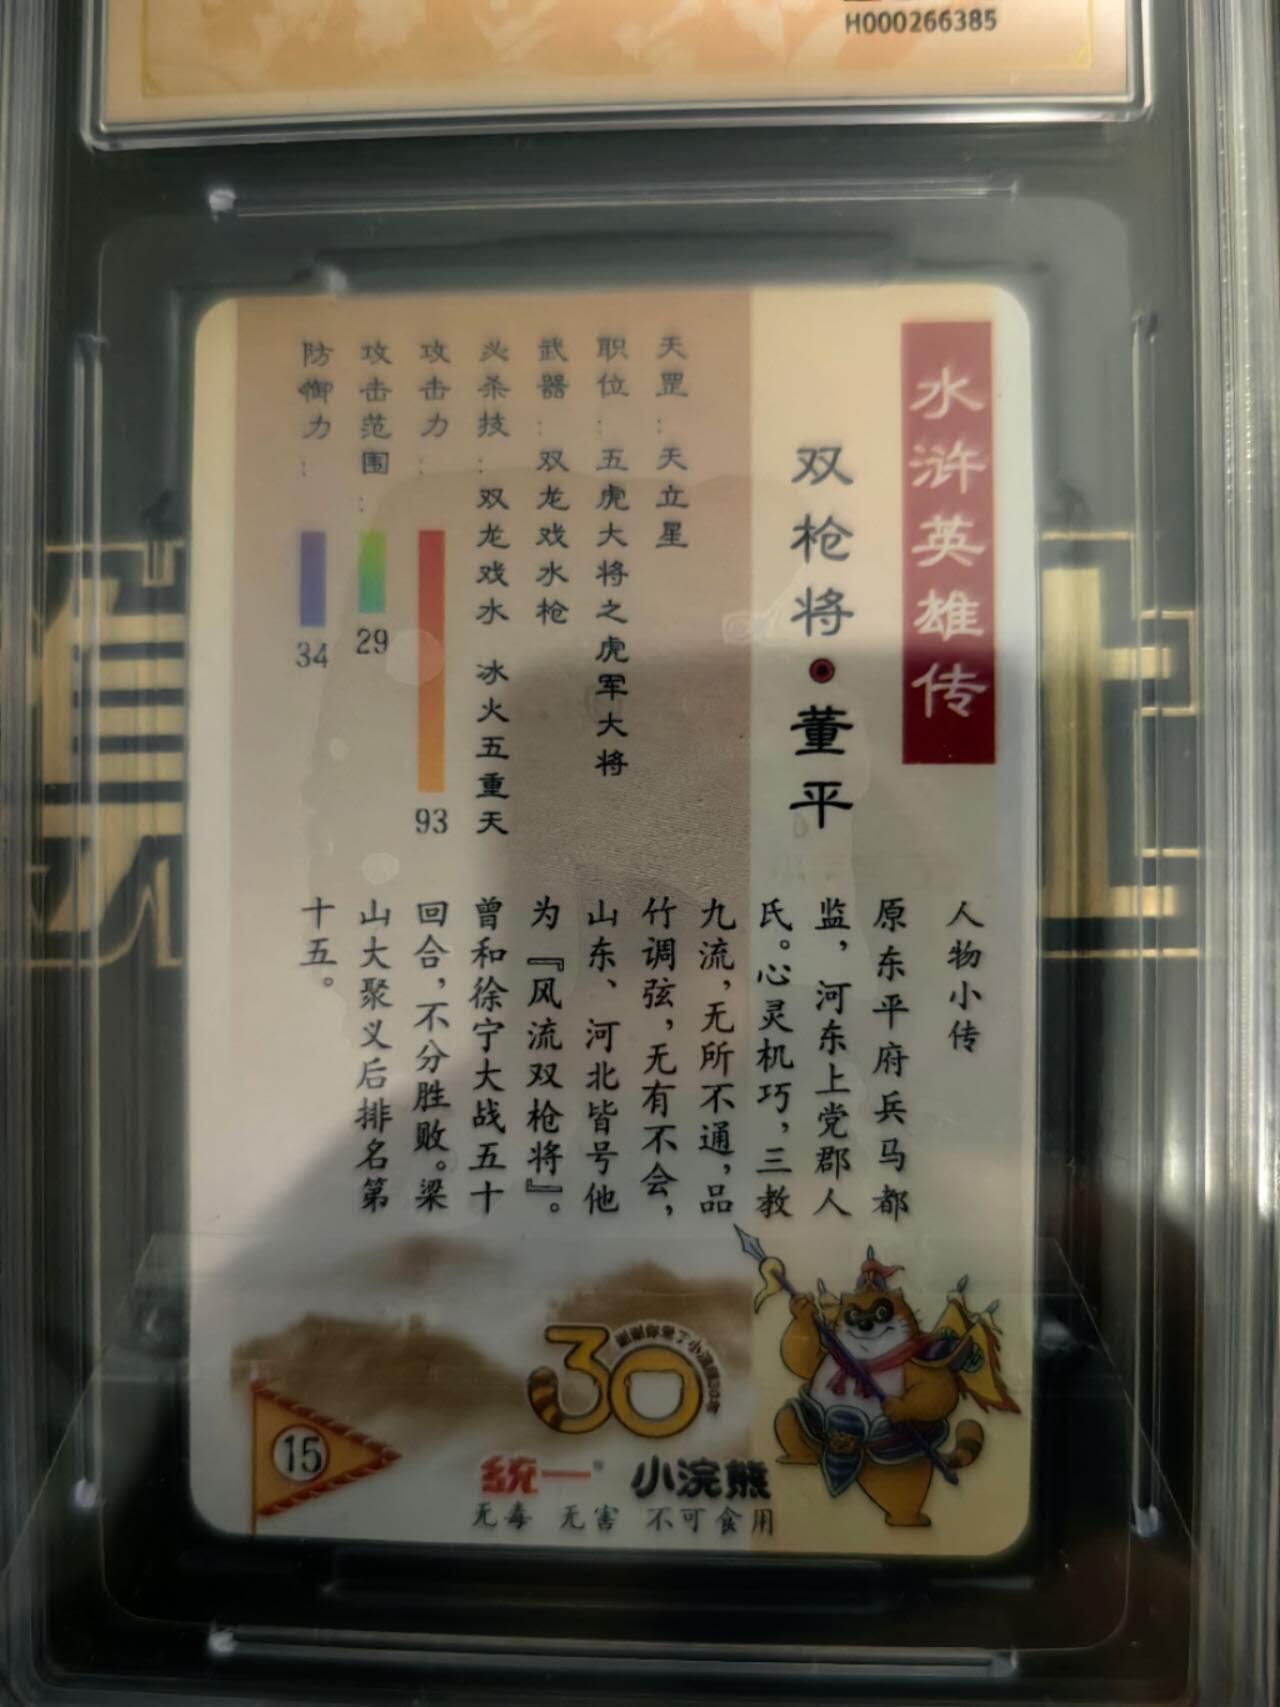 H000266385
水浒英雄传
双枪将·董平
天罡:天立星
职位:五虎大将之虎军大将
武器:双龙戏水枪
必杀技:双龙戏水 冰火五重天
攻击力:
93
攻击范围:
29
防御力:
34
人物小传
原东平府兵马都
监,河东上党郡人
氏。心灵机巧,三教
九流,无所不通,品
竹调弦,无有不会,
山东、河北皆号他
为『风流双枪将』。
曾和徐宁大战五十
回合,不分胜败。梁
山大聚义后排名第
十五。
30
15
统一 小浣熊
无毒 无害 不可食用